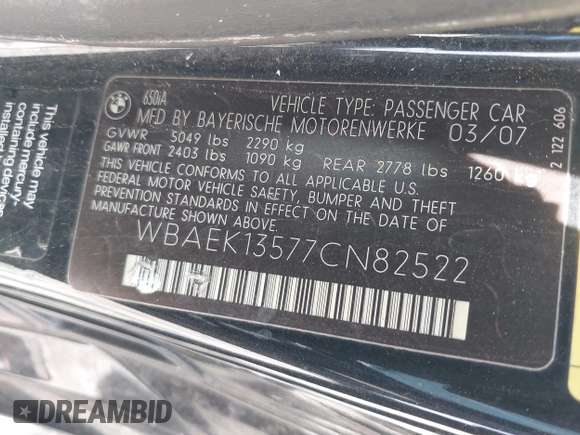 BMW
650iA
VEHICLE TYPE: PASSENGER CAR
MFD BY BAYERISCHE MOTORENWERKE 03/07
GVWR 5049 lbs 2290 kg
GAWR FRONT 2403 lbs 1090 kg REAR 2778 lbs 1260 kg
THIS VEHICLE CONFORMS TO ALL APPLICABLE U.S.
FEDERAL MOTOR VEHICLE SAFETY, BUMPER AND THEFT
PREVENTION STANDARDS IN EFFECT ON THE DATE OF
MANUFACTURE SHOWN ABOVE.
WBAEK13577CN82522
2 122 606
This vehicle may
include mercury-
containing devices
installed
DREAMBID